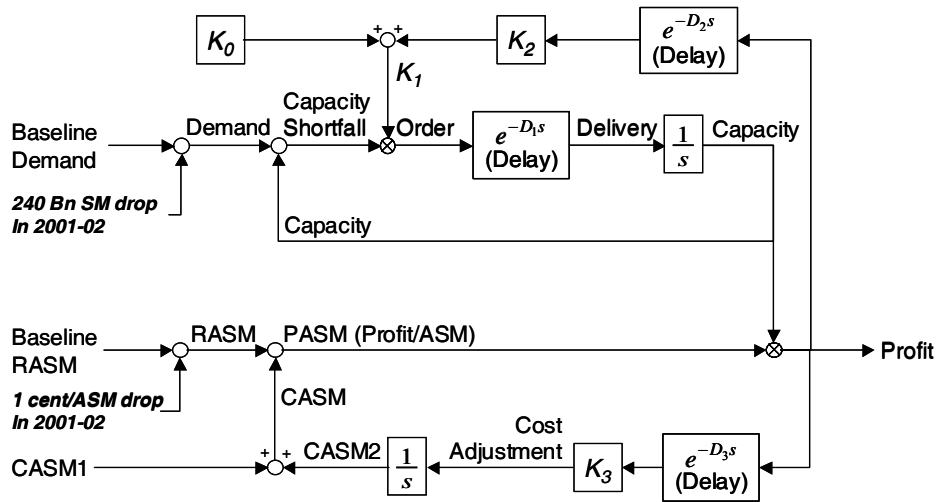 K₀
+
+
K₂
e^{-D₂s}
(Delay)
K₁
Baseline
Demand
Demand
Capacity
Shortfall
Order
e^{-D₁s}
(Delay)
Delivery
1
s
Capacity
240 Bn SM drop
In 2001-02
Capacity
Baseline
RASM
RASM
PASM (Profit/ASM)
Profit
1 cent/ASM drop
In 2001-02
CASM
CASM1
+
+
CASM2
1
s
Cost
Adjustment
K₃
e^{-D₃s}
(Delay)